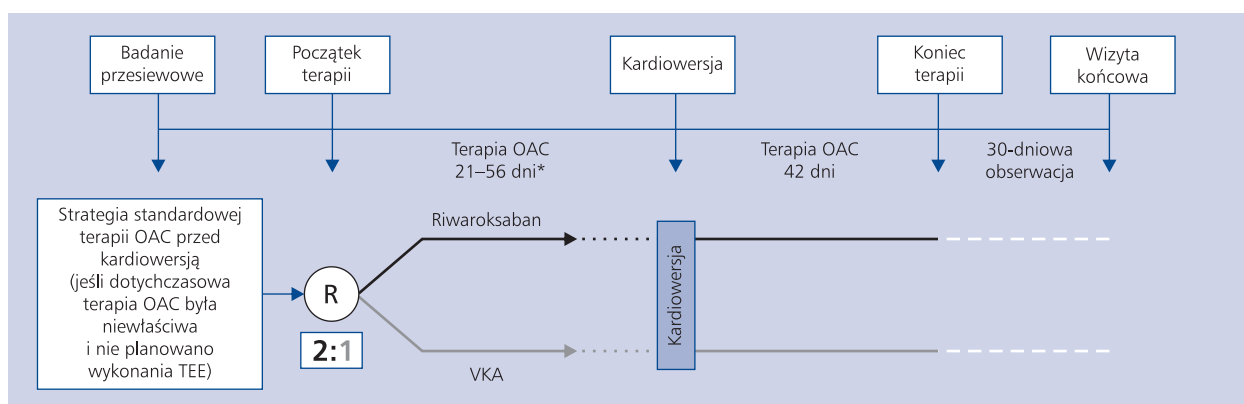 Badanie
przesiewowe
Początek
terapii
Kardiowersja
Koniec
terapii
Wizyta
końcowa
Terapia OAC
21–56 dni*
Terapia OAC
42 dni
30-dniowa
obserwacja
Strategia standardowej
terapii OAC przed
kardiowersją
(jeśli dotychczasowa
terapia OAC była
niewłaściwa
i nie planowano
wykonania TEE)
R
2:1
Riwaroksaban
VKA
Kardiowersja